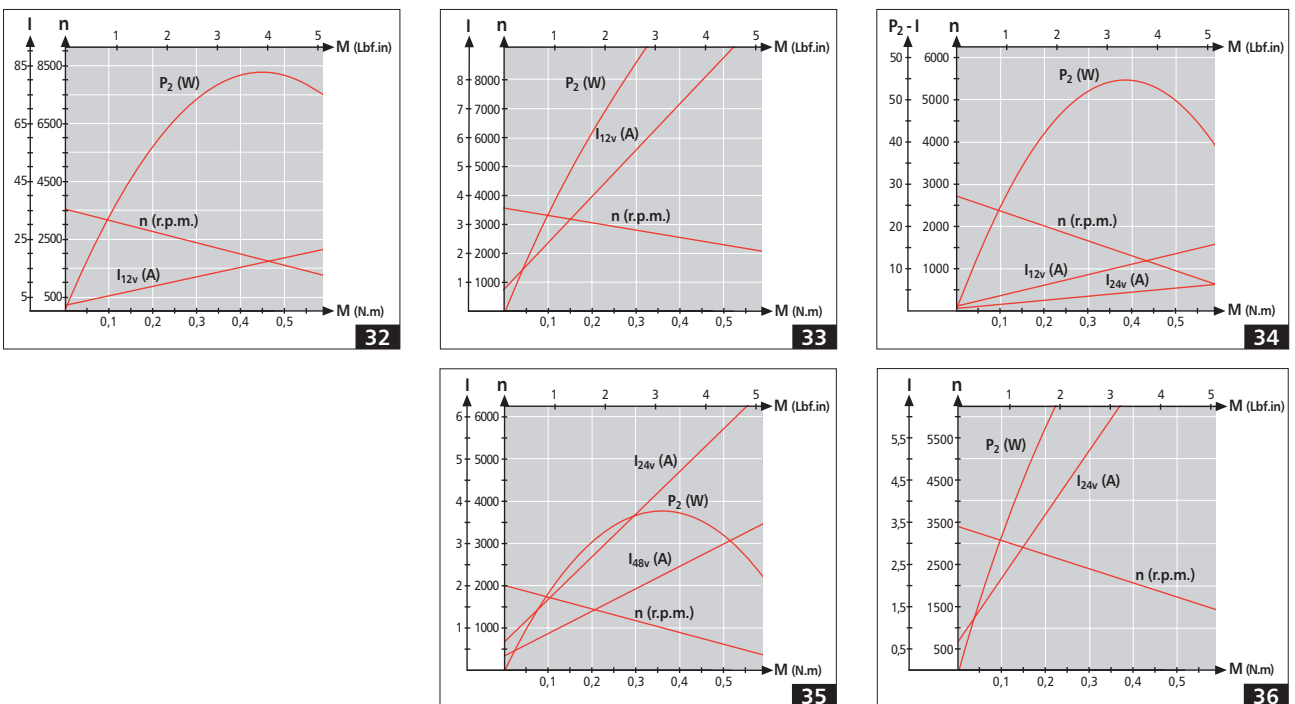 I n
1 2 3 4 5
M (Lbf.in)
85 8500
P2 (W)
65 6500
45 4500
n (r.p.m.)
25 2500
I12v (A)
5 500
M (N.m)
0,1 0,2 0,3 0,4 0,5
32
I n
1 2 3 4 5
M (Lbf.in)
8 8000
P2 (W)
7 7000
6 6000
I12v (A)
5 5000
4 4000
n (r.p.m.)
3 3000
2 2000
1 1000
M (N.m)
0,1 0,2 0,3 0,4 0,5
33
P2 - I n
1 2 3 4 5
M (Lbf.in)
50 6000
P2 (W)
50 5000
40 4000
30 3000
n (r.p.m.)
20 2000
I12v (A)
I24v (A)
10 1000
M (N.m)
0,1 0,2 0,3 0,4 0,5
34
I n
1 2 3 4 5
M (Lbf.in)
6 6000
5 5000
I24v (A)
4 4000
P2 (W)
3 3000
I48v (A)
2 2000
n (r.p.m.)
1 1000
M (N.m)
0,1 0,2 0,3 0,4 0,5
35
I n
1 2 3 4 5
M (Lbf.in)
5,5 5500
P2 (W)
4,5 4500
I24v (A)
3,5 3500
2,5 2500
n (r.p.m.)
1,5 1500
0,5 500
M (N.m)
0,1 0,2 0,3 0,4 0,5
36